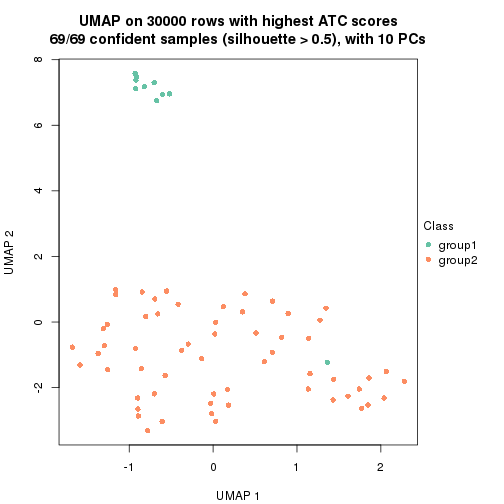 UMAP on 30000 rows with highest ATC scores
69/69 confident samples (silhouette > 0.5), with 10 PCs
8
6
4
2
0
-2
UMAP 2
-1
0
1
2
UMAP 1
Class
group1
group2